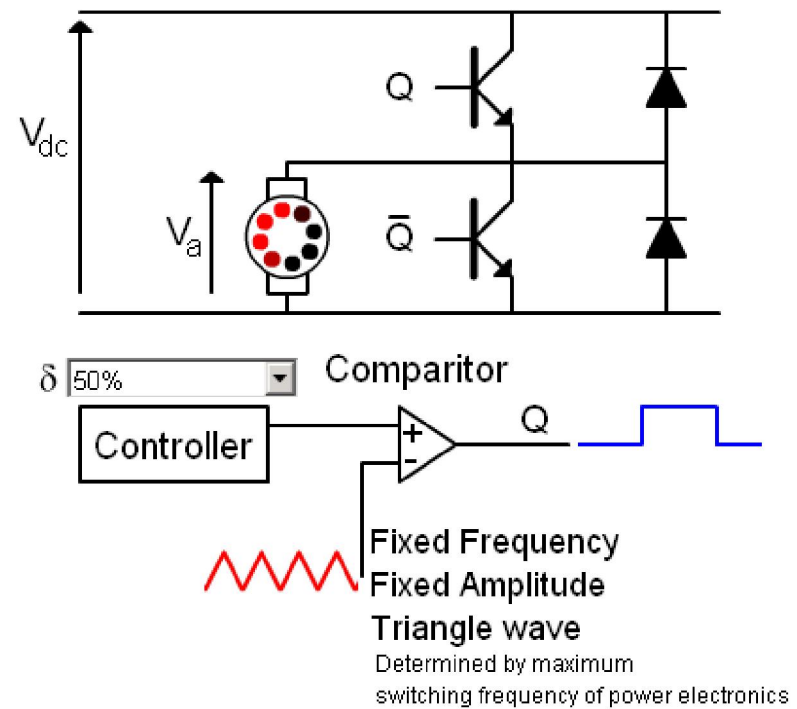 Q
Vdc
Va
Q̅
δ 50% Comparitor
Controller
+
-
Q
Fixed Frequency
Fixed Amplitude
Triangle wave
Determined by maximum
switching frequency of power electronics